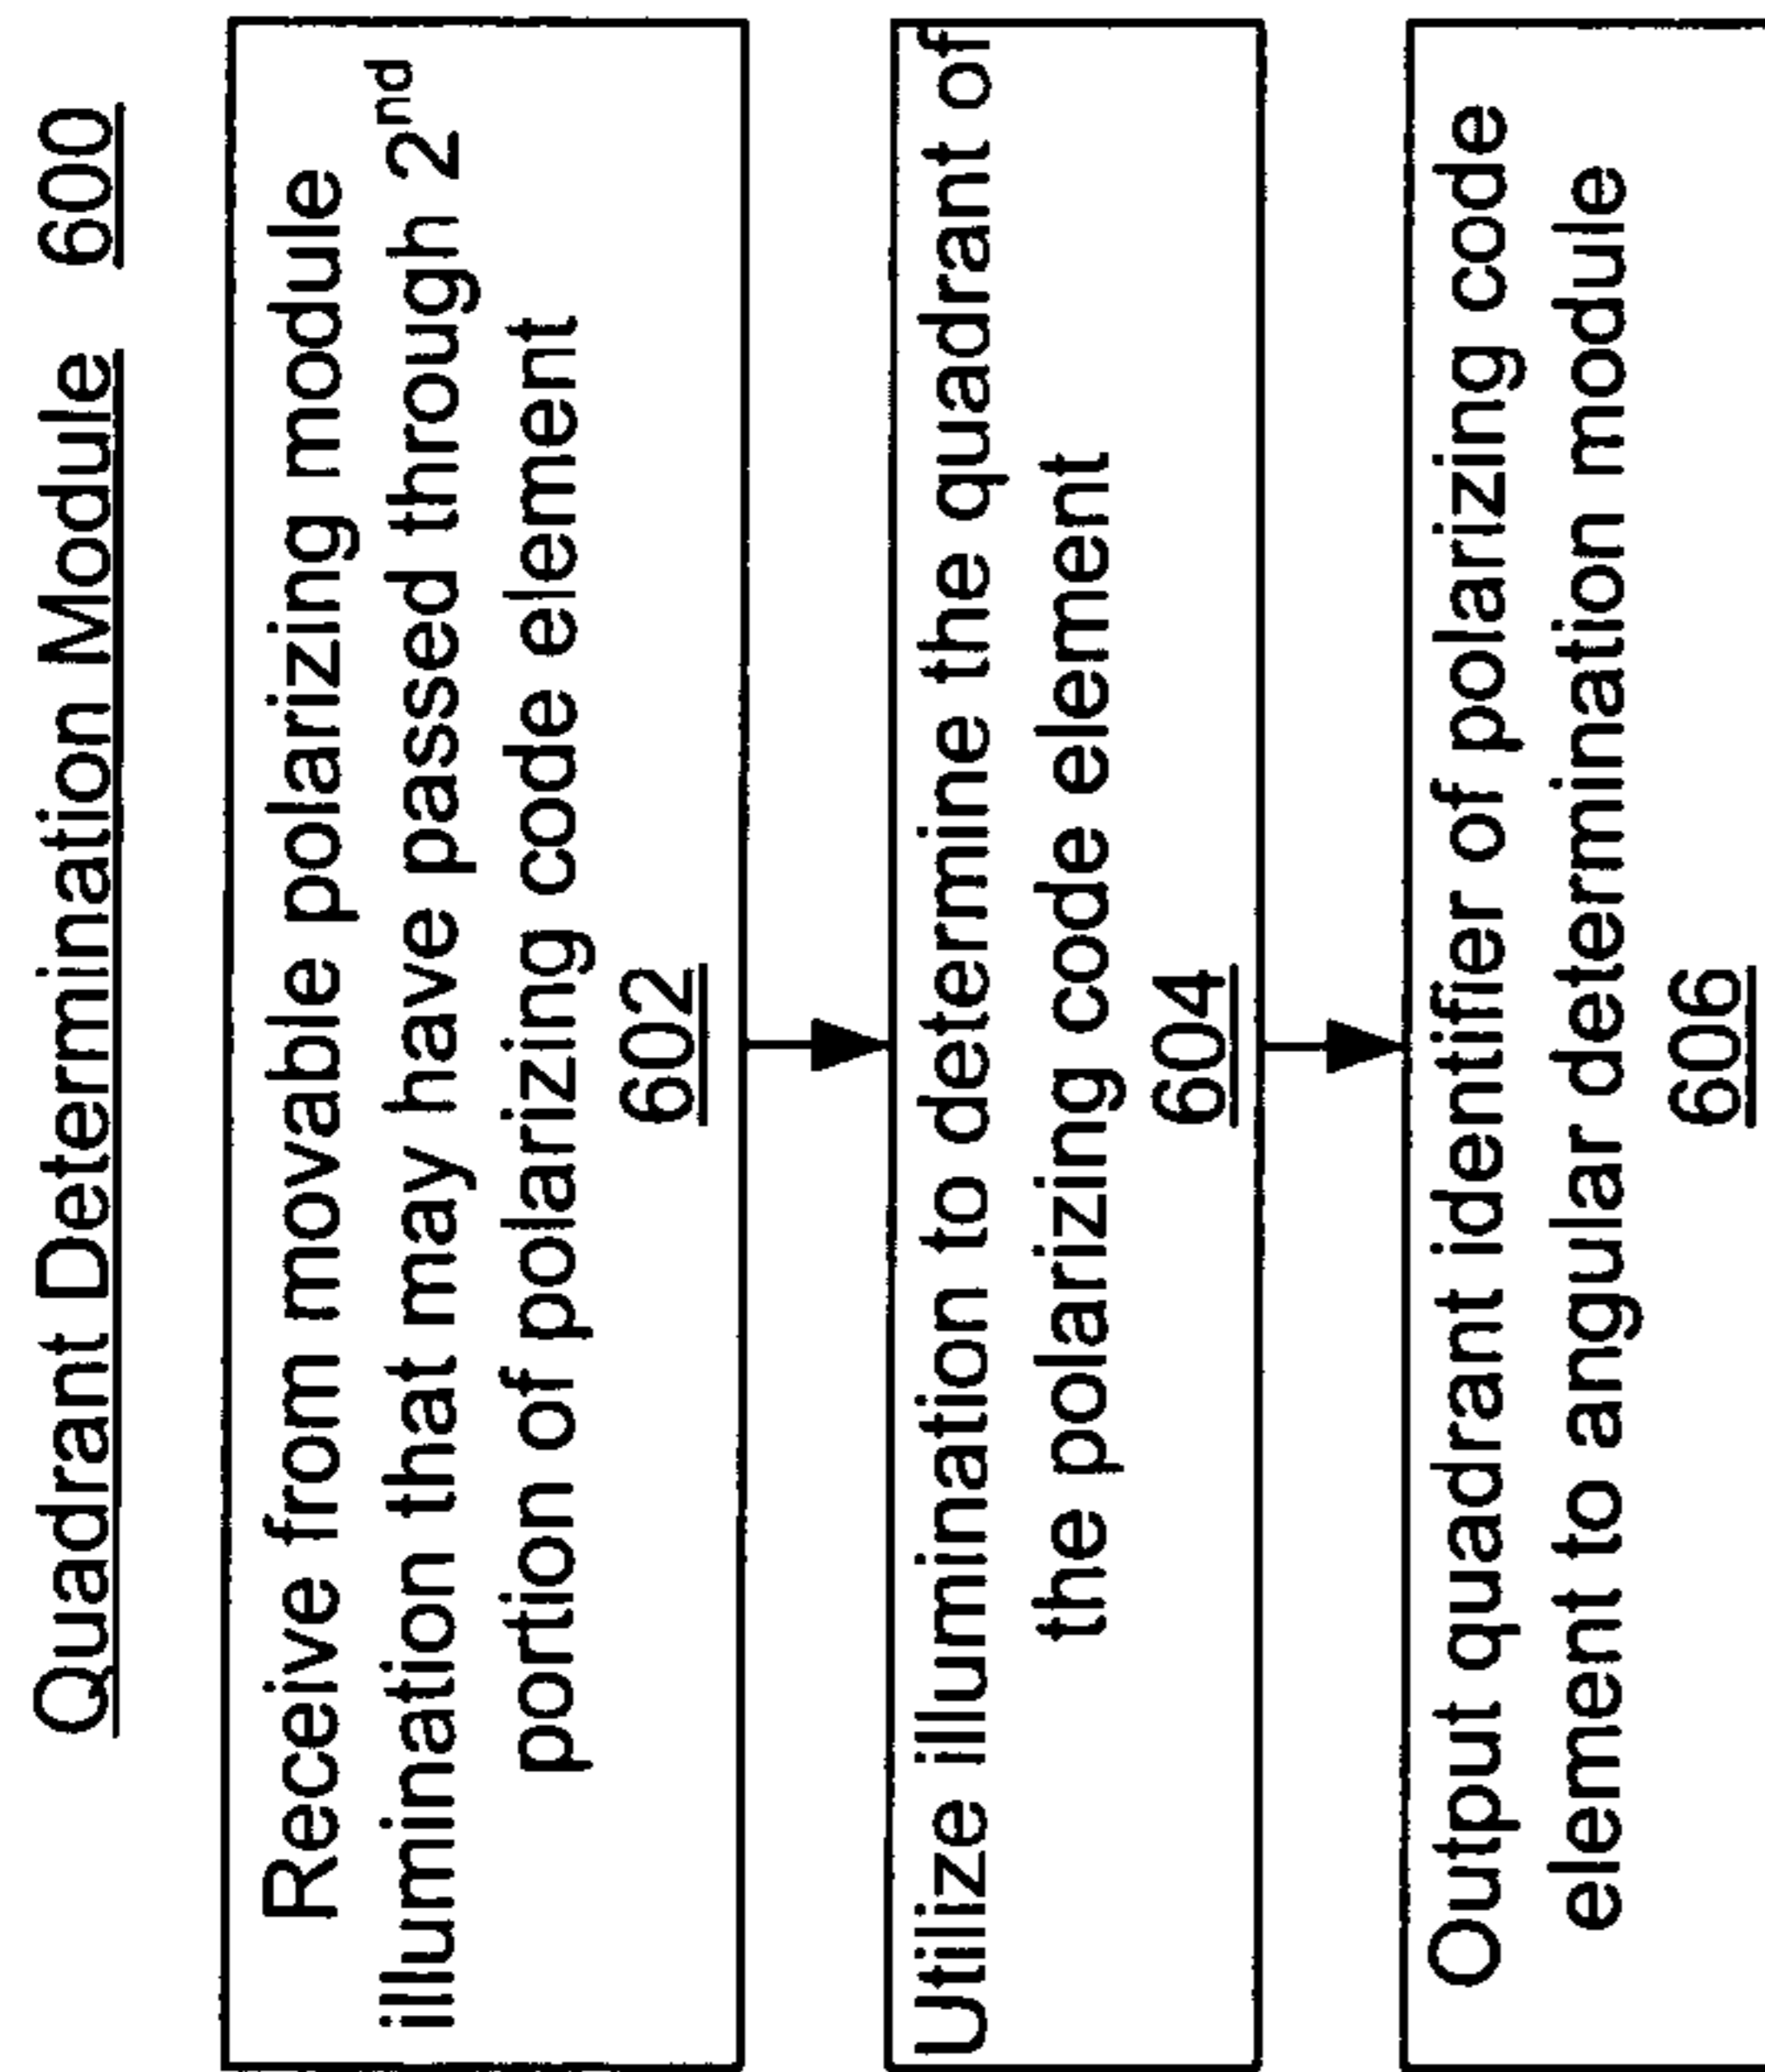 Quadrant Determination Module 600
Receive from movable polarizing module
illumination that may have passed through 2nd
portion of polarizing code element
602
Utilize illumination to determine the quadrant of
the polarizing code element
604
Output quadrant identifier of polarizing code
element to angular determination module
606